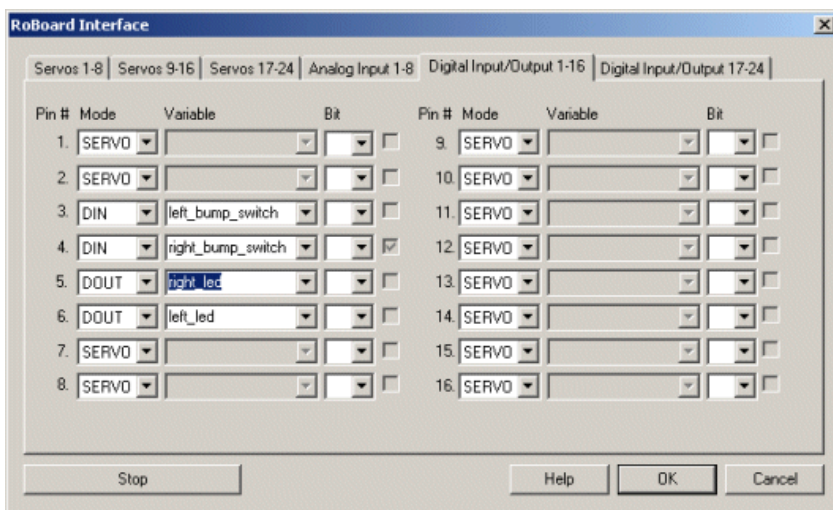 RoBoard Interface
Servos 1-8 Servos 9-16 Servos 17-24 Analog Input 1-8 Digital Input/Output 1-16 Digital Input/Output 17-24
Pin # Mode Variable Bit Pin # Mode Variable Bit
1. SERVO 9. SERVO
2. SERVO 10. SERVO
3. DIN left_bump_switch 11. SERVO
4. DIN right_bump_switch 12. SERVO
5. DOUT right_led 13. SERVO
6. DOUT left_led 14. SERVO
7. SERVO 15. SERVO
8. SERVO 16. SERVO
Stop Help OK Cancel